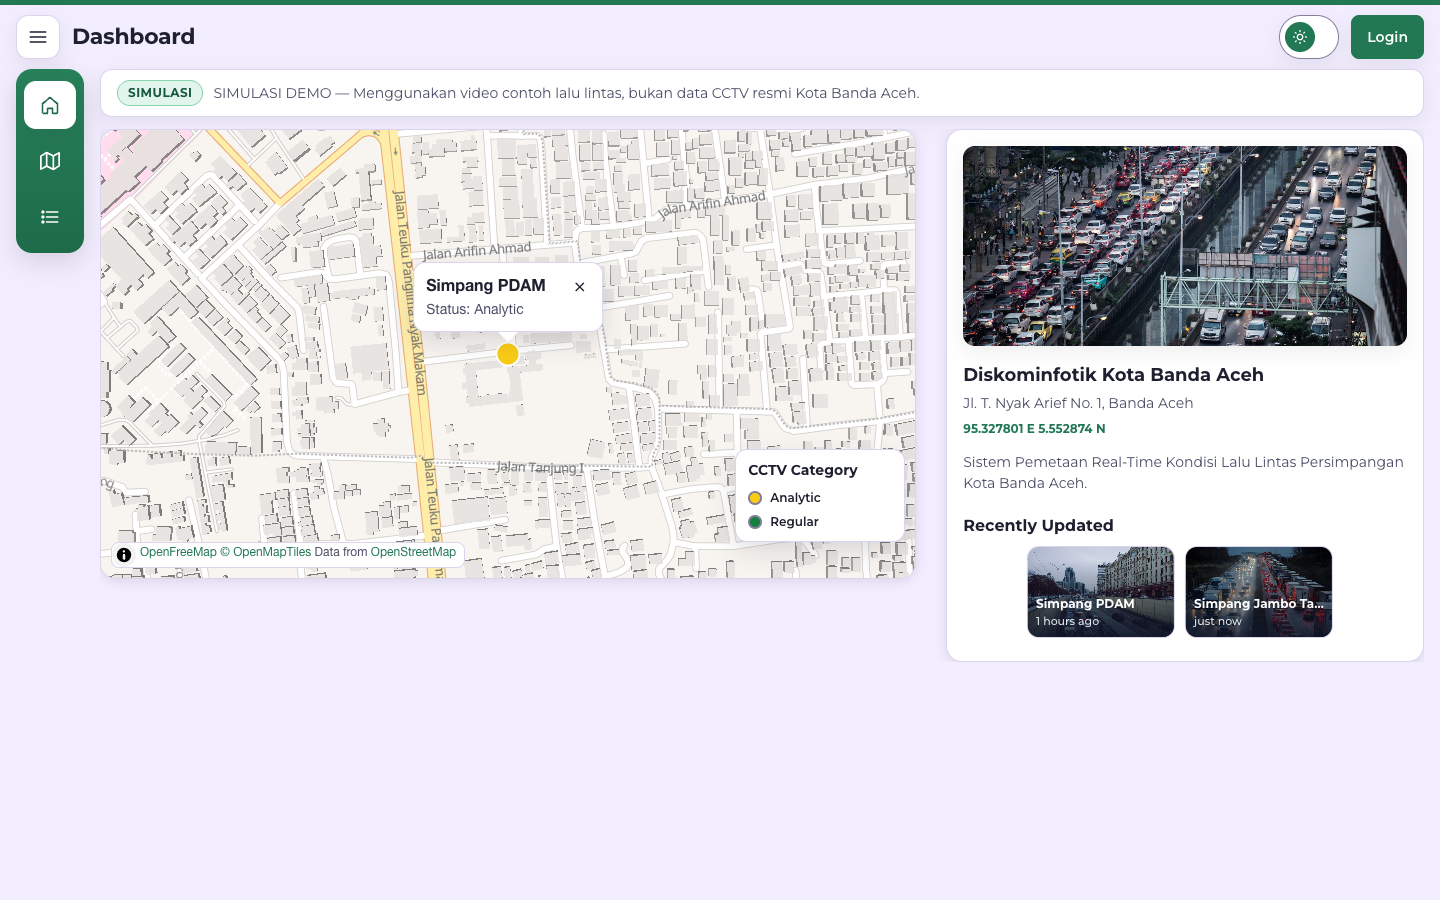 Dashboard
Login
SIMULASI
SIMULASI DEMO — Menggunakan video contoh lalu lintas, bukan data CCTV resmi Kota Banda Aceh.
Jalan Arifin Ahmad
Jalan Arifin Ahmad
Jalan Teuku Panglima Nyak Makam
Simpang PDAM
Status: Analytic
Jalan Tanjung I
Jalan Teuku Pa
CCTV Category
Analytic
Regular
OpenFreeMap © OpenMapTiles Data from OpenStreetMap
Diskominfotik Kota Banda Aceh
Jl. T. Nyak Arief No. 1, Banda Aceh
95.327801 E 5.552874 N
Sistem Pemetaan Real-Time Kondisi Lalu Lintas Persimpangan
Kota Banda Aceh.
Recently Updated
Simpang PDAM
1 hours ago
Simpang Jambo Ta...
just now